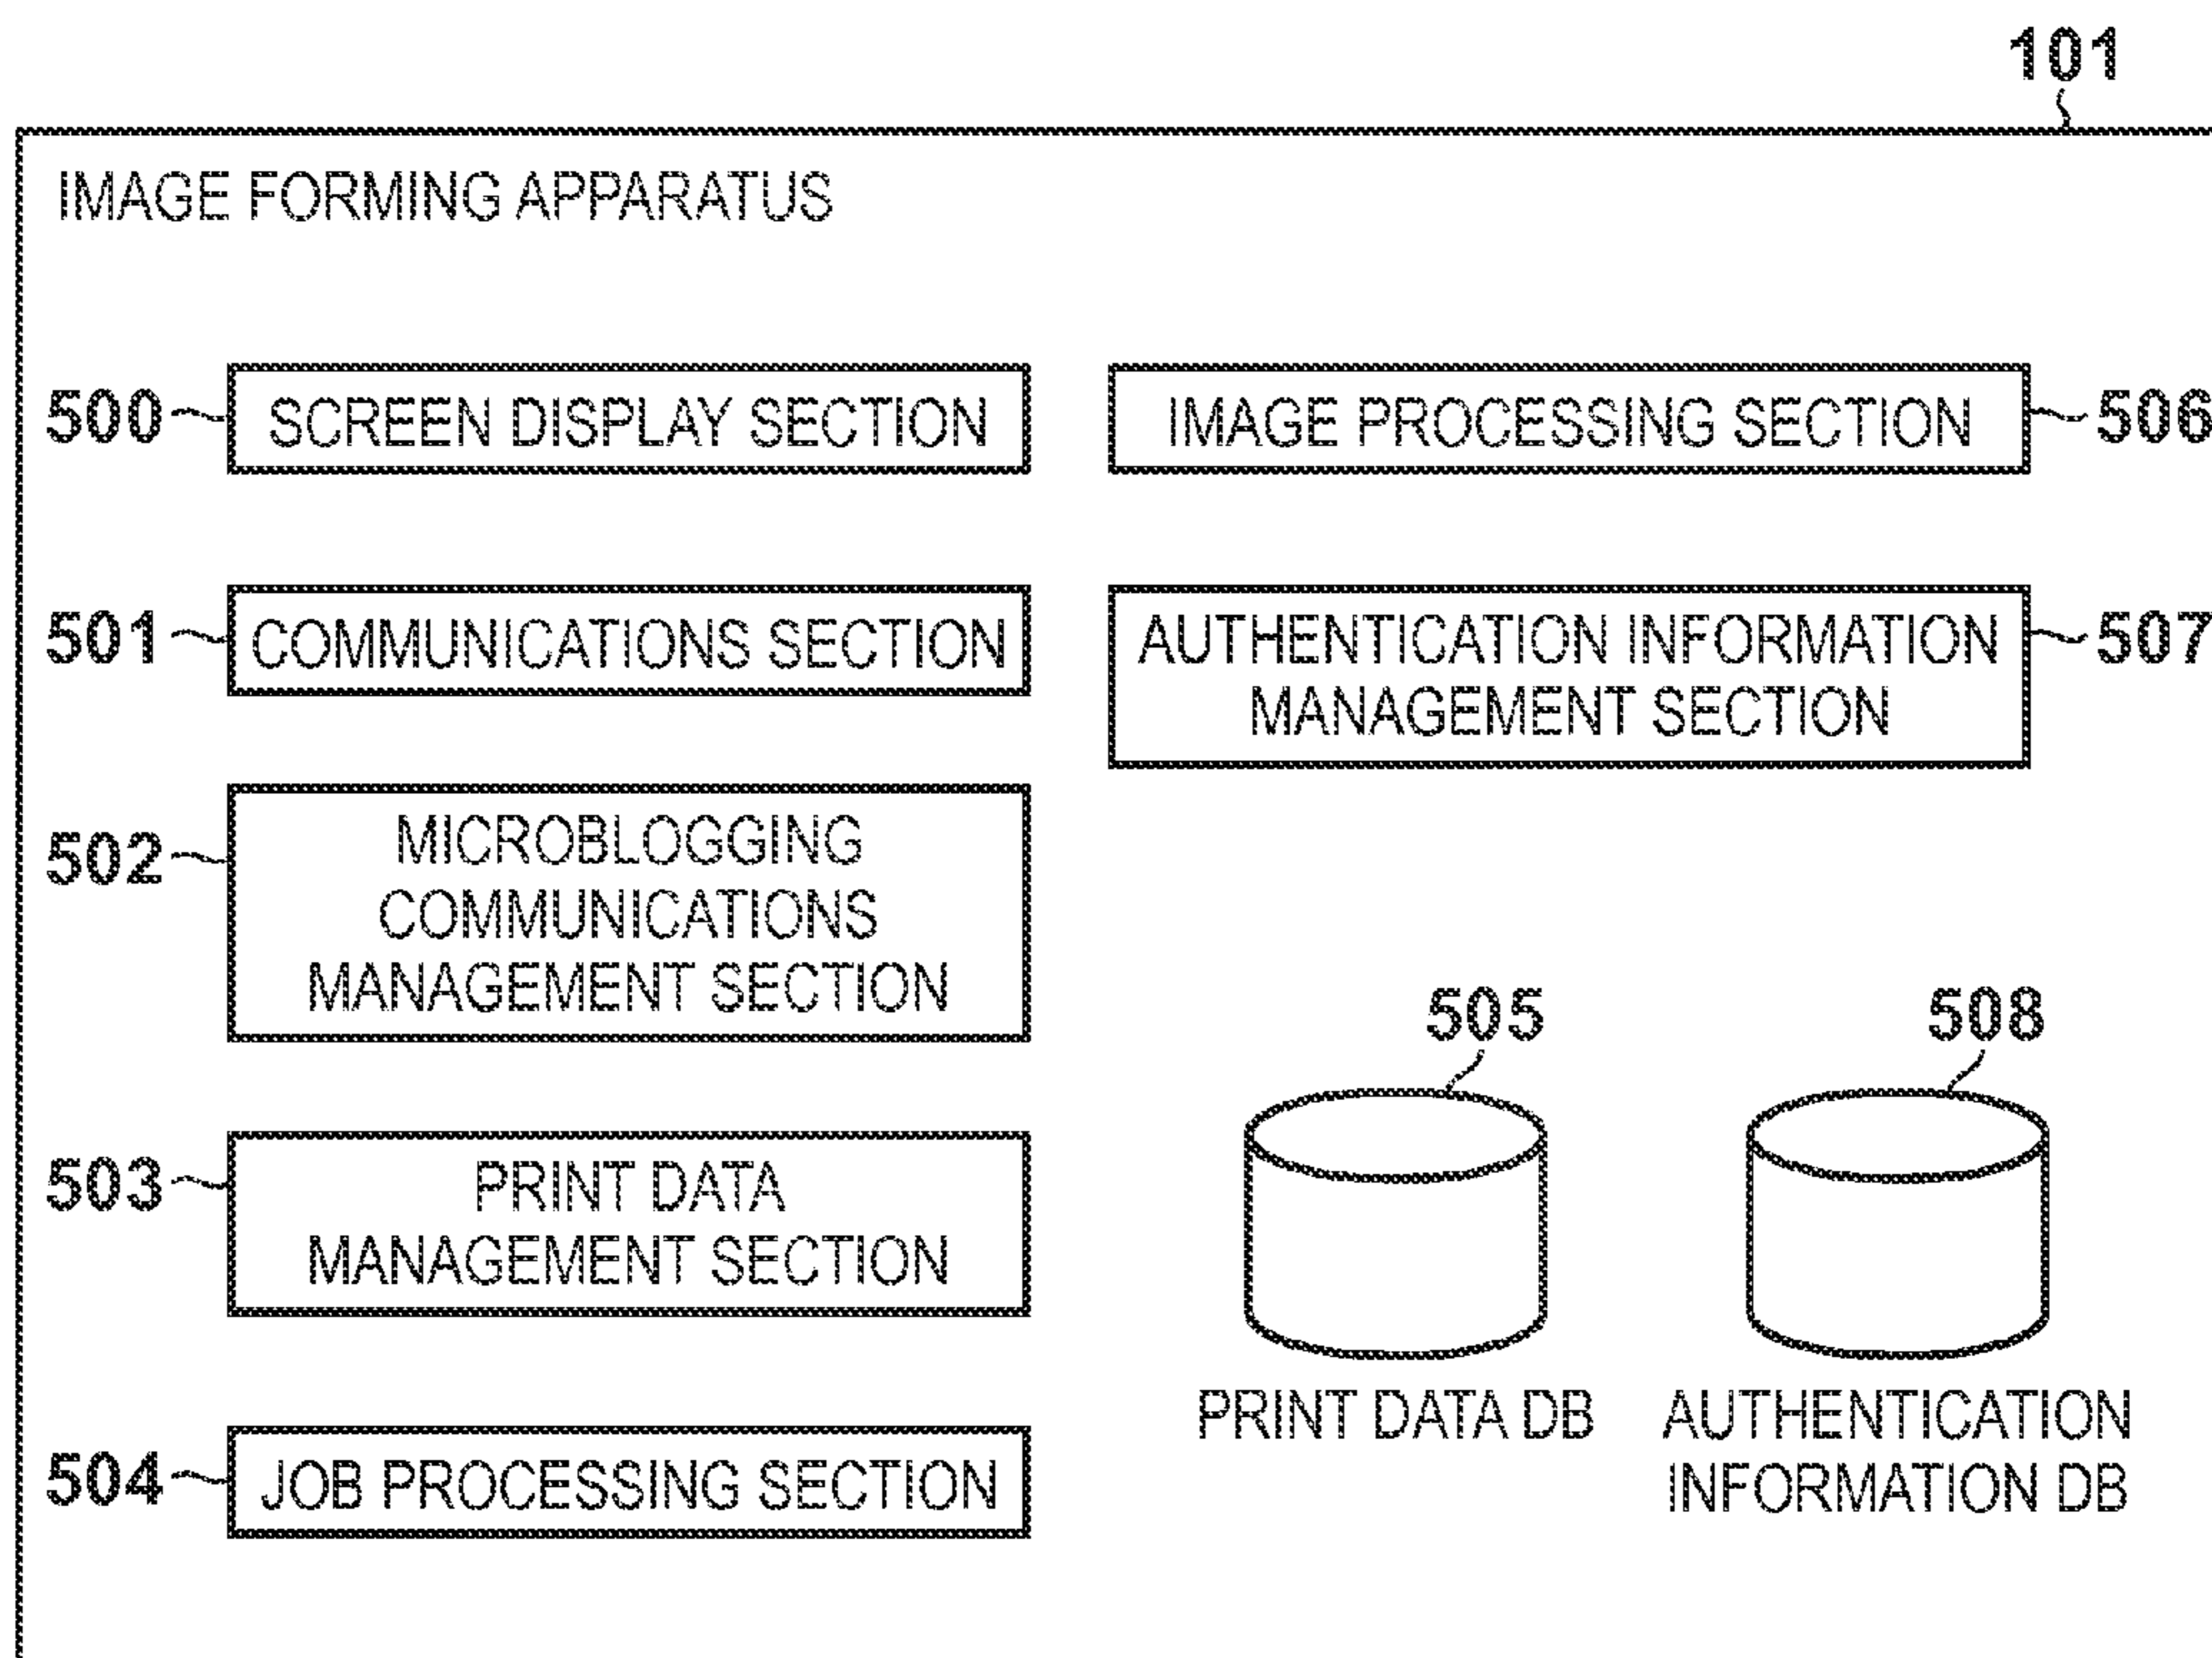 101
IMAGE FORMING APPARATUS
500
SCREEN DISPLAY SECTION
IMAGE PROCESSING SECTION
506
501
COMMUNICATIONS SECTION
AUTHENTICATION INFORMATION
MANAGEMENT SECTION
507
502
MICROBLOGGING
COMMUNICATIONS
MANAGEMENT SECTION
503
PRINT DATA
MANAGEMENT SECTION
505
PRINT DATA DB
508
AUTHENTICATION
INFORMATION DB
504
JOB PROCESSING SECTION